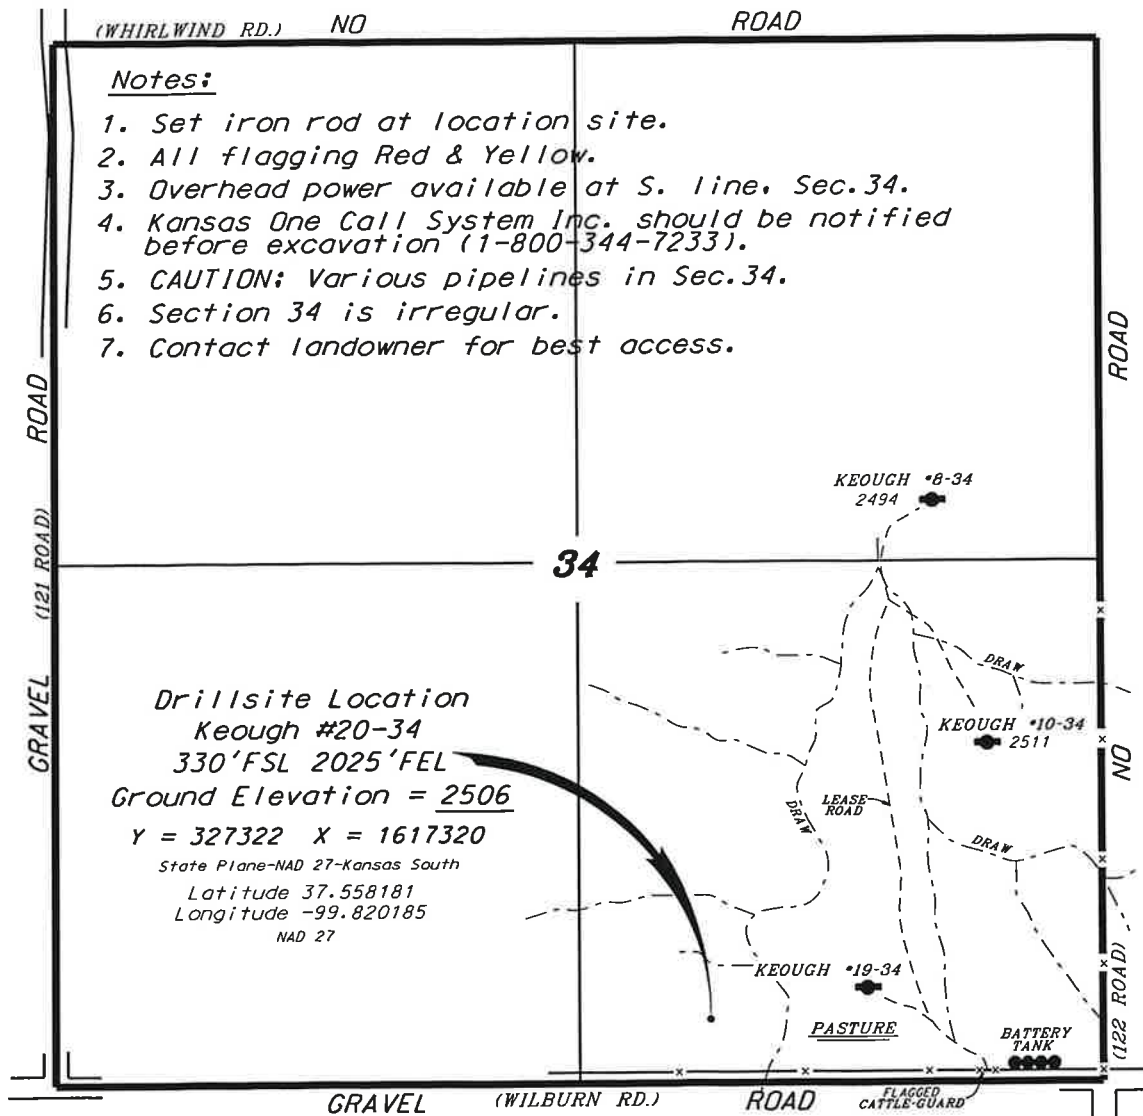 (WHIRLWIND RD.) NO ROAD
Notes:
1. Set iron rod at location site.
2. All flagging Red & Yellow.
3. Overhead power available at S. line, Sec.34.
4. Kansas One Call System Inc. should be notified
before excavation (1-800-344-7233).
5. CAUTION: Various pipelines in Sec.34.
6. Section 34 is irregular.
7. Contact landowner for best access.
ROAD
ROAD
KEOUGH #8-34
2494
34
(121 ROAD)
GRAVEL
DRAW
Drillsite Location
Keough #20-34
330'FSL 2025'FEL
Ground Elevation = 2506
Y = 327322 X = 1617320
State Plane-NAD 27-Kansas South
Latitude 37.558181
Longitude -99.820185
NAD 27
KEOUGH #10-34
2511
NO
LEASE
ROAD
DRAW
DRAW
KEOUGH #19-34
PASTURE
BATTERY
TANK
(122 ROAD)
GRAVEL (WILBURN RD.) ROAD
FLAGGED
CATTLE-GUARD